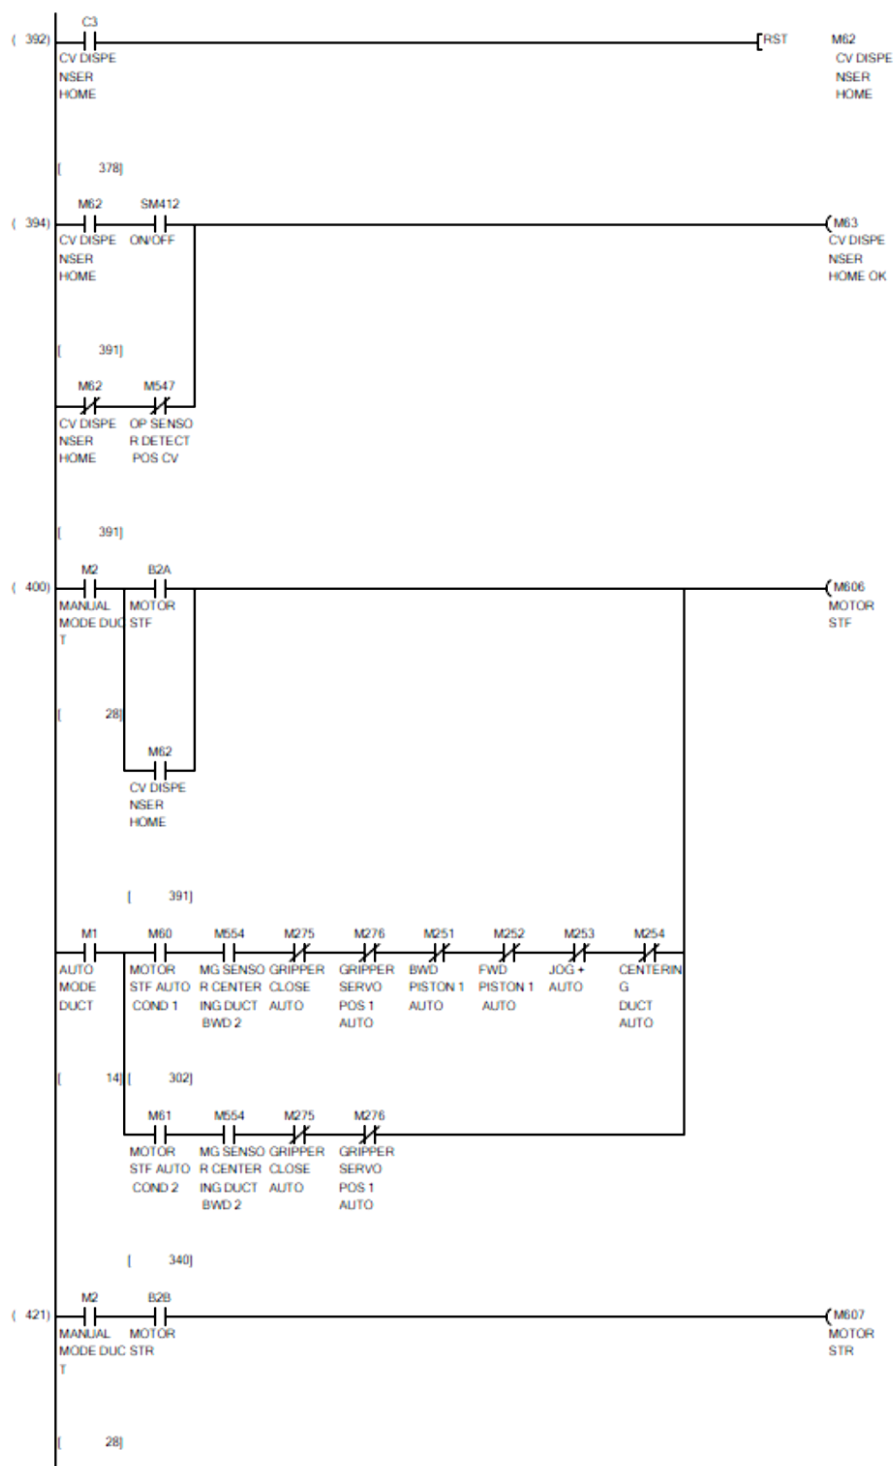 C3
( 392) [RST M62
CV DISPE CV DISPE
NSER NSER
HOME HOME
[ 378]
M62 SM412
( 394) (M63
CV DISPE ON/OFF CV DISPE
NSER NSER
HOME HOME OK
[ 391]
M62 M547
CV DISPE OP SENSO
NSER R DETECT
HOME POS CV
[ 391]
M2 B2A
( 400) (M606
MANUAL MOTOR MOTOR
MODE DUC STF STF
T
[ 28]
M62
CV DISPE
NSER
HOME
[ 391]
M1 M60 M554 M275 M276 M251 M252 M253 M254
AUTO MOTOR MG SENSO GRIPPER GRIPPER BWD FWD JOG + CENTERIN
MODE STF AUTO R CENTER CLOSE SERVO PISTON 1 PISTON 1 AUTO G
DUCT COND 1 ING DUCT AUTO POS 1 AUTO AUTO DUCT
BWD 2 AUTO AUTO
[ 14] [ 302]
M61 M554 M275 M276
MOTOR MG SENSO GRIPPER GRIPPER
STF AUTO R CENTER CLOSE SERVO
COND 2 ING DUCT AUTO POS 1
BWD 2 AUTO
[ 340]
M2 B2B
( 421) (M607
MANUAL MOTOR MOTOR
MODE DUC STR STR
T
[ 28]